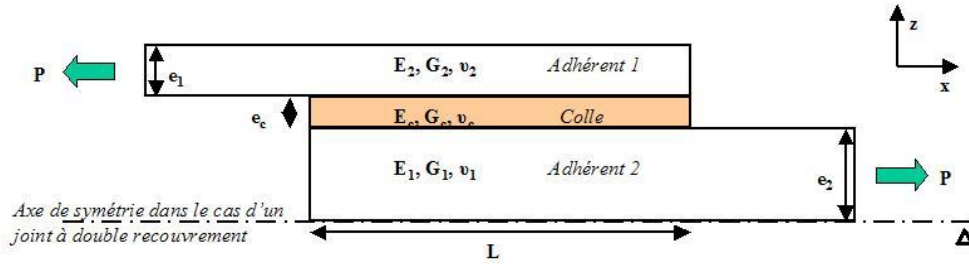 z
P
e1
E2, G2, υ2 Adhérent 1
x
ec
Ec, Gc, υc Colle
E1, G1, υ1 Adhérent 2
e2
P
Axe de symétrie dans le cas d'un
joint à double recouvrement
L
Δ